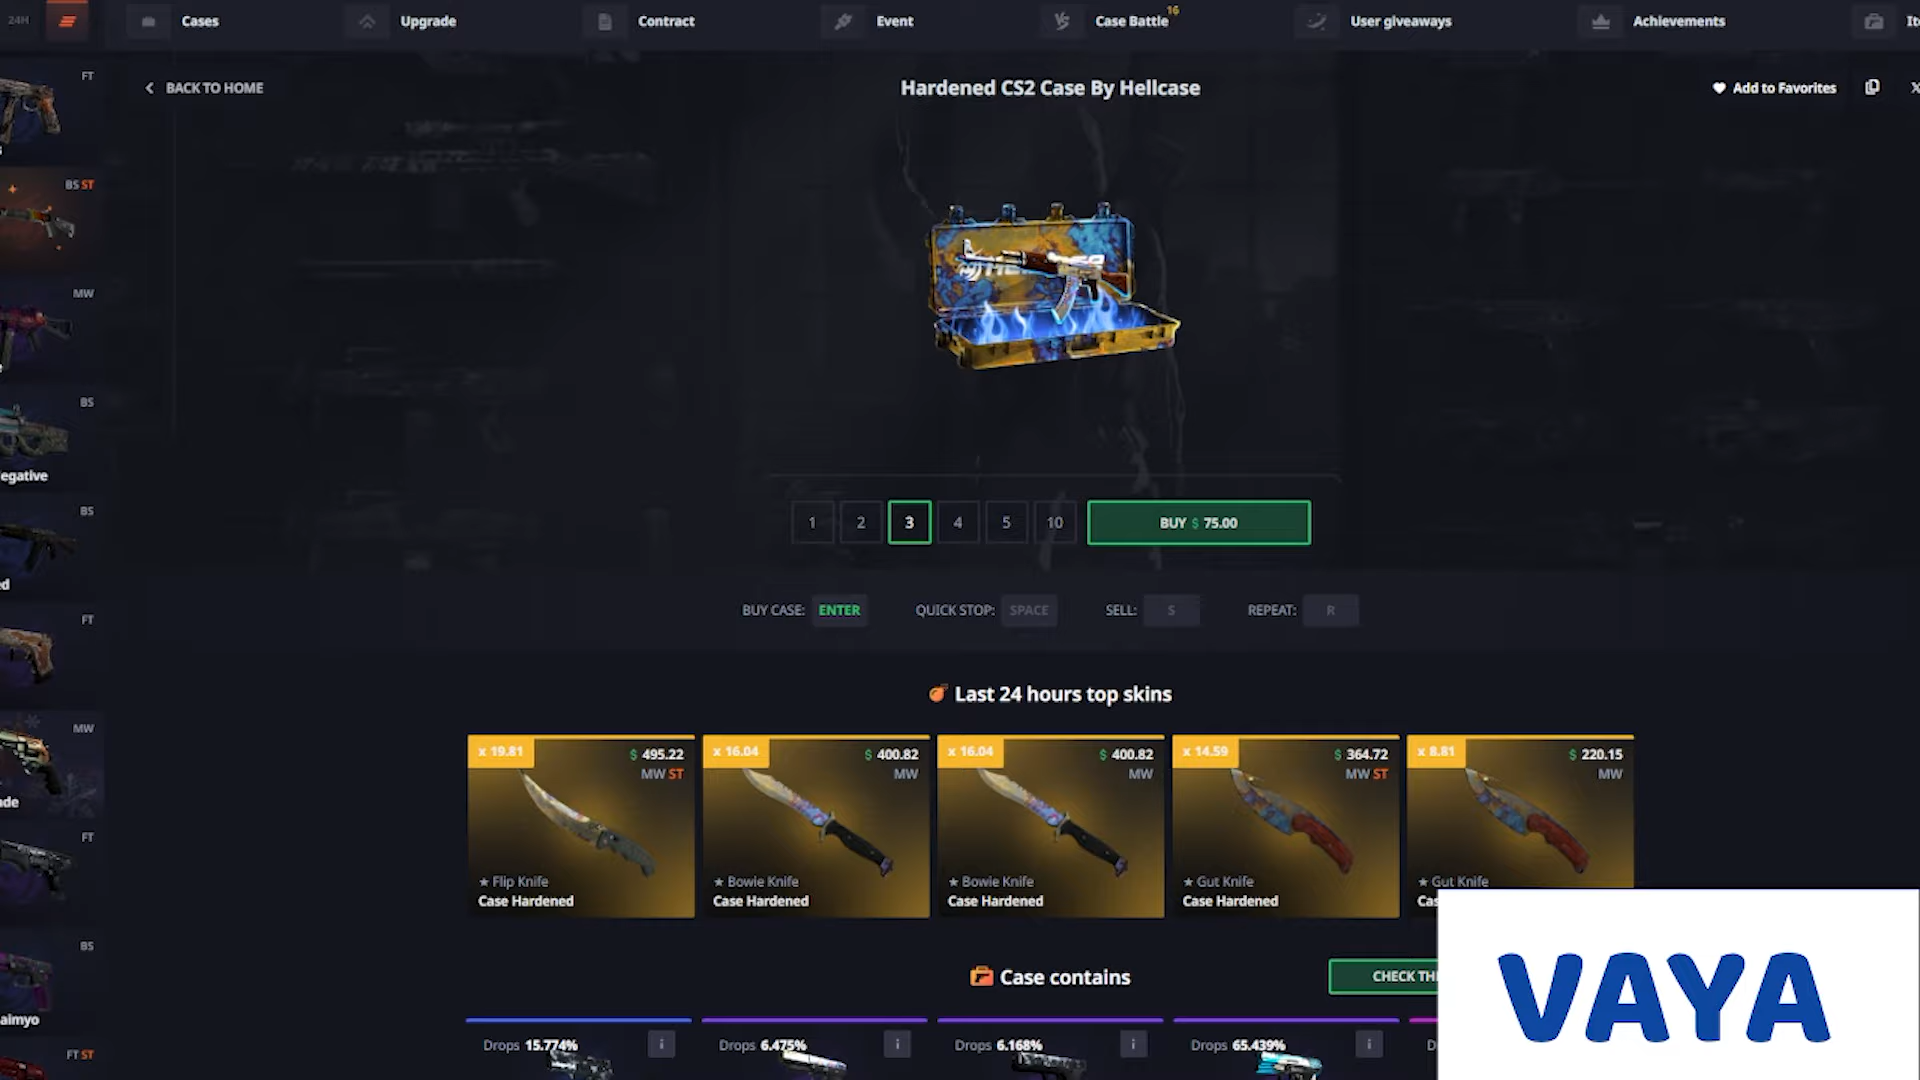 24H
Cases
Upgrade
Contract
Event
Case Battle 16
User giveaways
Achievements
BACK TO HOME
Hardened CS2 Case By Hellcase
Add to Favorites
FT
BS ST
MW
BS
egative
BS
ed
FT
MW
ade
FT
BS
aimyo
FT ST
1 2 3 4 5 10
BUY $ 75.00
BUY CASE: ENTER
QUICK STOP: SPACE
SELL: S
REPEAT: R
Last 24 hours top skins
x 19.81
$ 495.22
MW ST
★ Flip Knife
Case Hardened
x 16.04
$ 400.82
MW
★ Bowie Knife
Case Hardened
x 16.04
$ 400.82
MW
★ Bowie Knife
Case Hardened
x 14.59
$ 364.72
MW ST
★ Gut Knife
Case Hardened
x 8.81
$ 220.15
MW
★ Gut Knife
Cas
Case contains
CHECK TH
Drops 15.774%
Drops 6.475%
Drops 6.168%
Drops 65.439%
D
VAYA